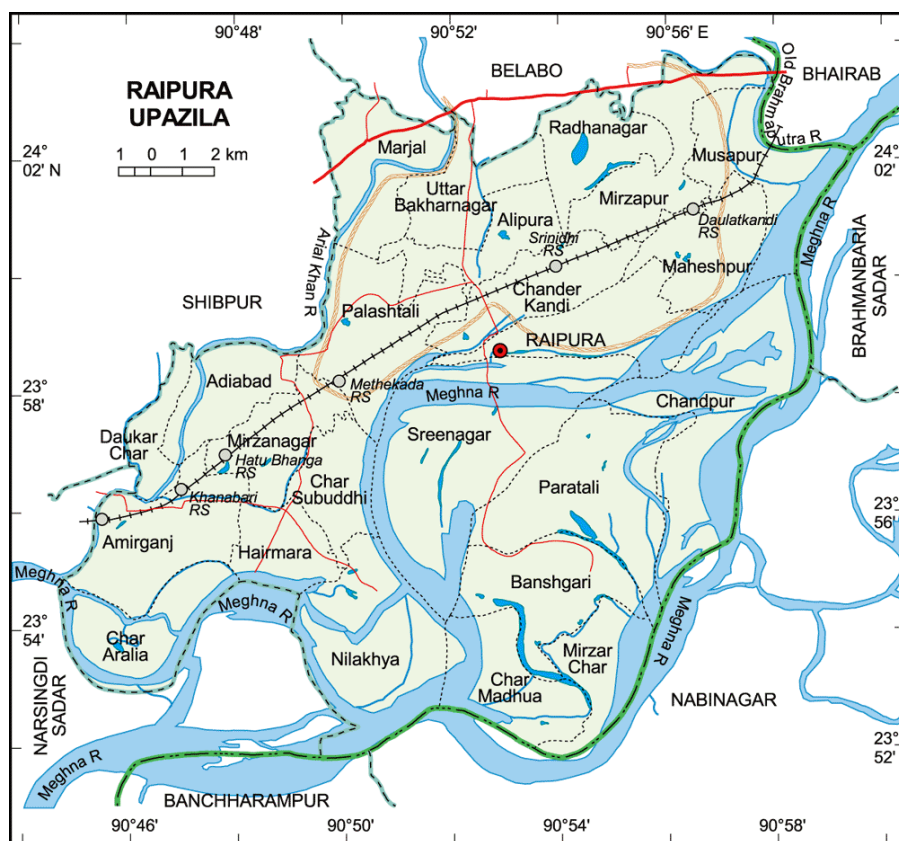 90°48'
90°52'
90°56' E
RAIPURA
UPAZILA
1 0 1 2 km
BELABO
BHAIRAB
Old Brahmaputra R
24°
02' N
24°
02'
Marjal
Radhanagar
Musapur
Uttar
Bakharnagar
Mirzapur
Alipura
Srinidhi
RS
Daulatkandi
RS
Meghna R
Arial Khan R
Maheshpur
BRAHMANBARIA
SADAR
SHIBPUR
Chander
Kandi
Palashtali
RAIPURA
23°
58'
Adiabad
Methekada
RS
Meghna R
Chandpur
Daukar
Char
Mirzanagar
Hatu Bhanga
RS
Sreenagar
Char
Subuddhi
Paratali
Khanabari
RS
23°
56'
Amirganj
Hairmara
Meghna R
Meghna R
Banshgari
Meghna R
23°
54'
Char
Aralia
Nilakhya
Mirzar
Char
Char
Madhua
NARSINGDI
SADAR
NABINAGAR
23°
52'
Meghna R
BANCHHARAMPUR
90°46'
90°50'
90°54'
90°58'